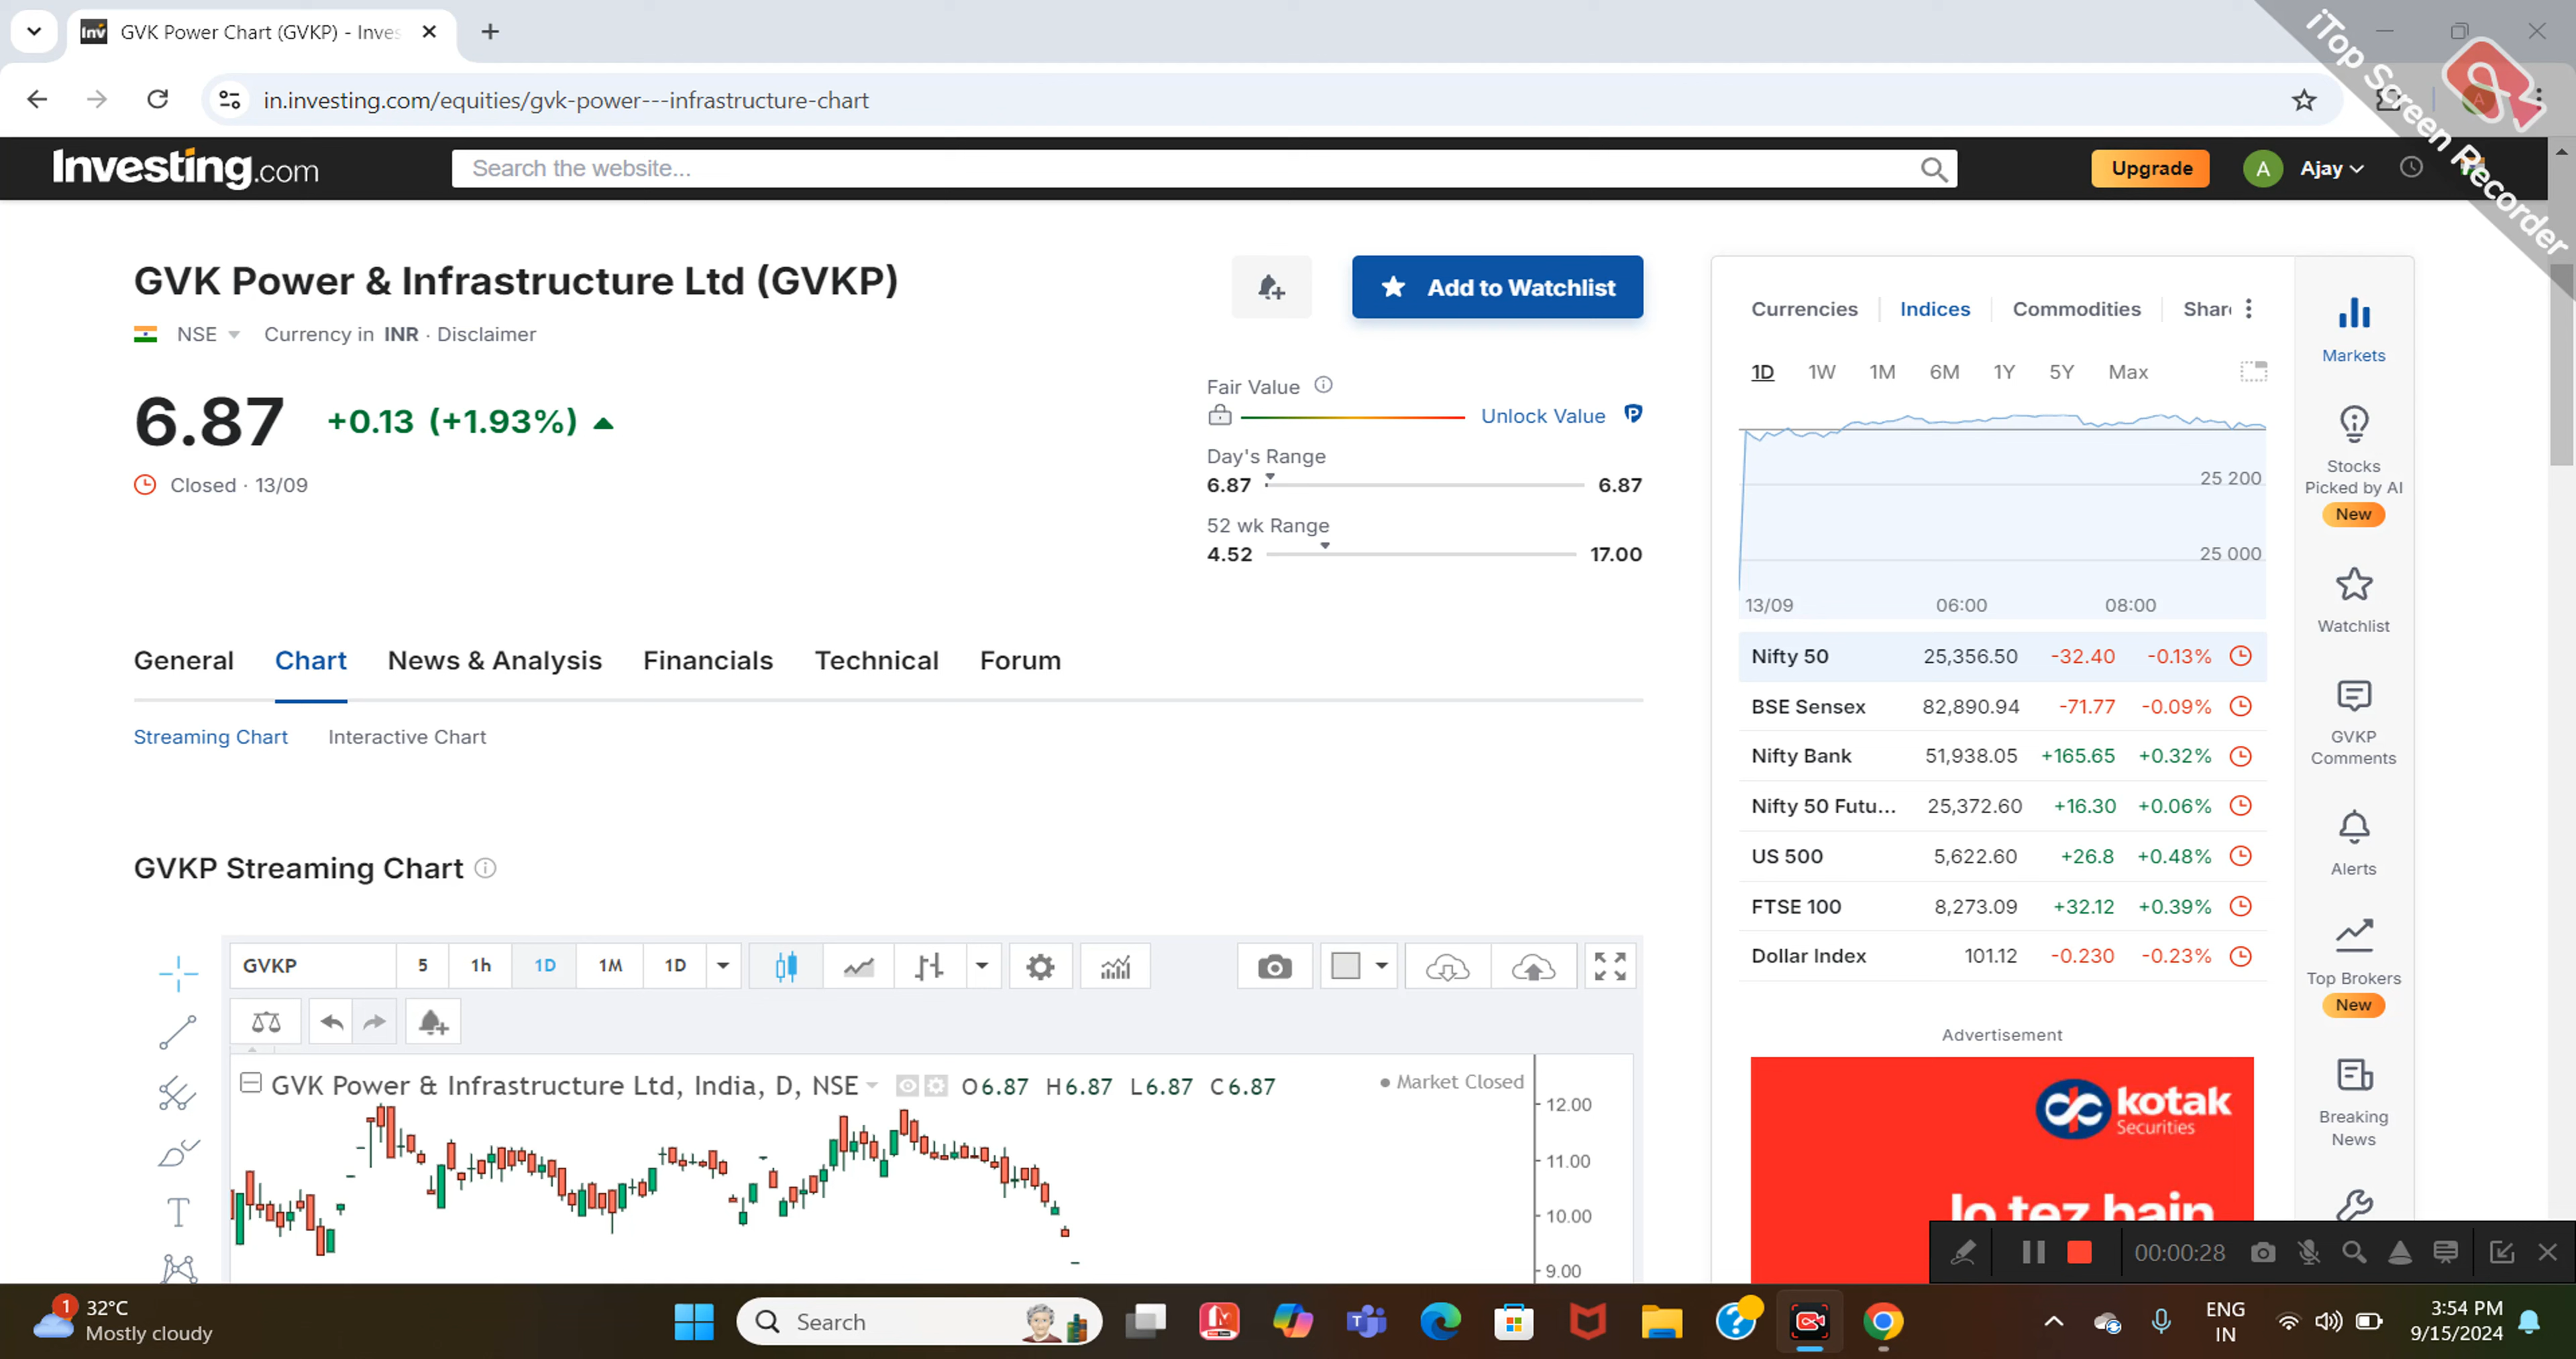 GVK Power Chart (GVKP) - Inves
in.investing.com/equities/gvk-power---infrastructure-chart
iTop Screen Recorder
Investing.com
Search the website...
Upgrade
A
Ajay
GVK Power & Infrastructure Ltd (GVKP)
NSE
Currency in INR · Disclaimer
6.87
+0.13 (+1.93%)
Closed · 13/09
Add to Watchlist
Fair Value
Unlock Value
Day's Range
6.87 6.87
52 wk Range
4.52 17.00
General Chart News & Analysis Financials Technical Forum
Streaming Chart Interactive Chart
GVKP Streaming Chart
GVKP 5 1h 1D 1M 1D
GVK Power & Infrastructure Ltd, India, D, NSE O6.87 H6.87 L6.87 C6.87
Market Closed
12.00
11.00
10.00
9.00
T
Currencies Indices Commodities Share
1D 1W 1M 6M 1Y 5Y Max
25 200
25 000
13/09 06:00 08:00
Nifty 50 25,356.50 -32.40 -0.13%
BSE Sensex 82,890.94 -71.77 -0.09%
Nifty Bank 51,938.05 +165.65 +0.32%
Nifty 50 Futu... 25,372.60 +16.30 +0.06%
US 500 5,622.60 +26.8 +0.48%
FTSE 100 8,273.09 +32.12 +0.39%
Dollar Index 101.12 -0.230 -0.23%
Advertisement
kotak
Securities
Markets
Stocks
Picked by AI
New
Watchlist
GVKP
Comments
Alerts
Top Brokers
New
Breaking
News
00:00:28
1
32°C
Mostly cloudy
Search
ENG
IN
3:54 PM
9/15/2024